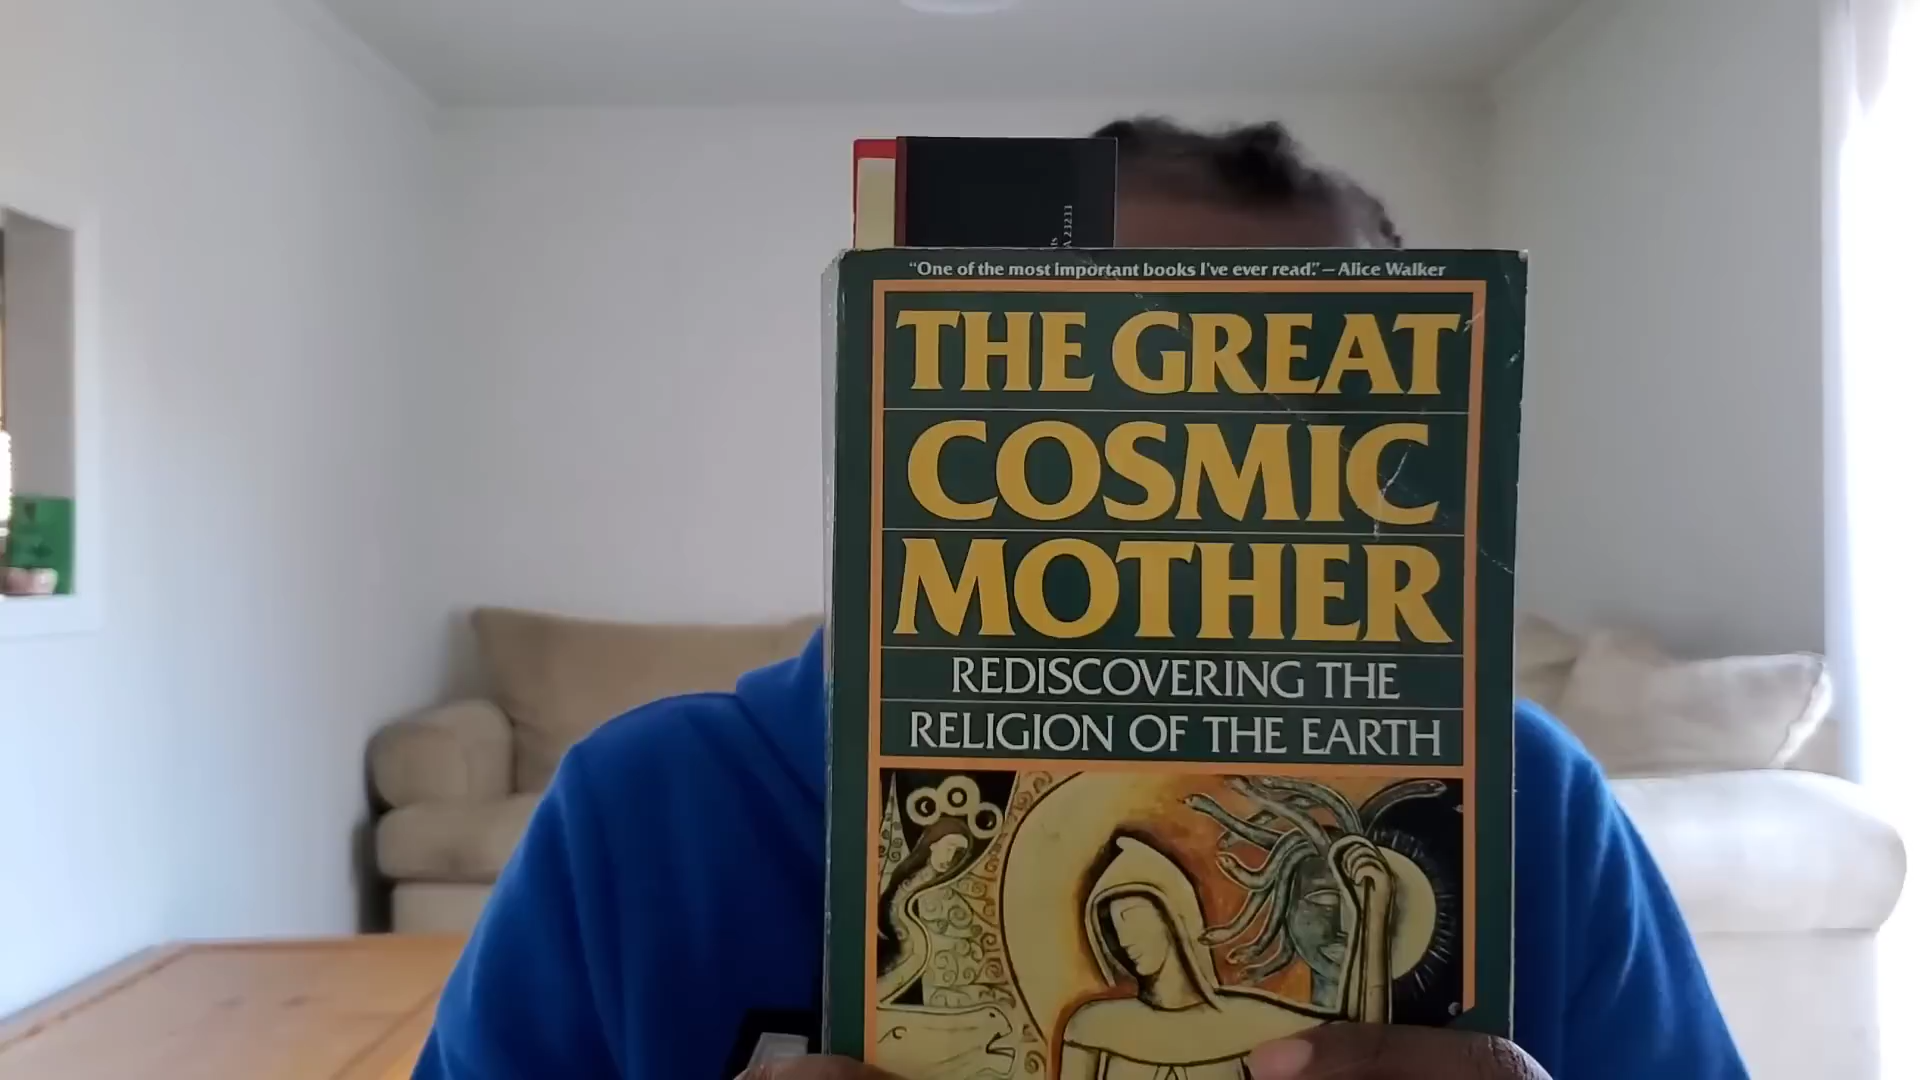 A 23233
"One of the most important books I've ever read." — Alice Walker
THE GREAT
COSMIC
MOTHER
REDISCOVERING THE
RELIGION OF THE EARTH